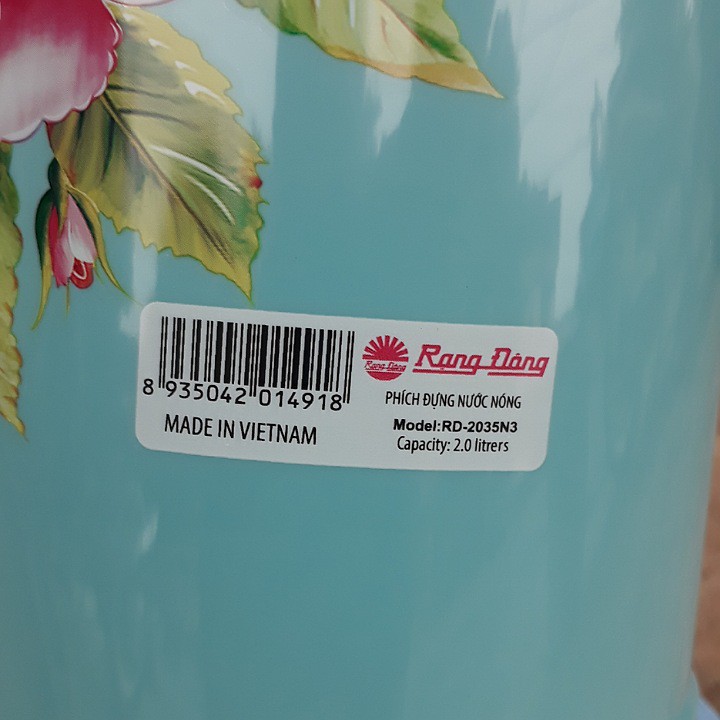 8 935042 014918
MADE IN VIETNAM
Rạng Đông
Rạng Đông
PHÍCH ĐỰNG NƯỚC NÓNG
Model:RD-2035N3
Capacity: 2.0 litrers